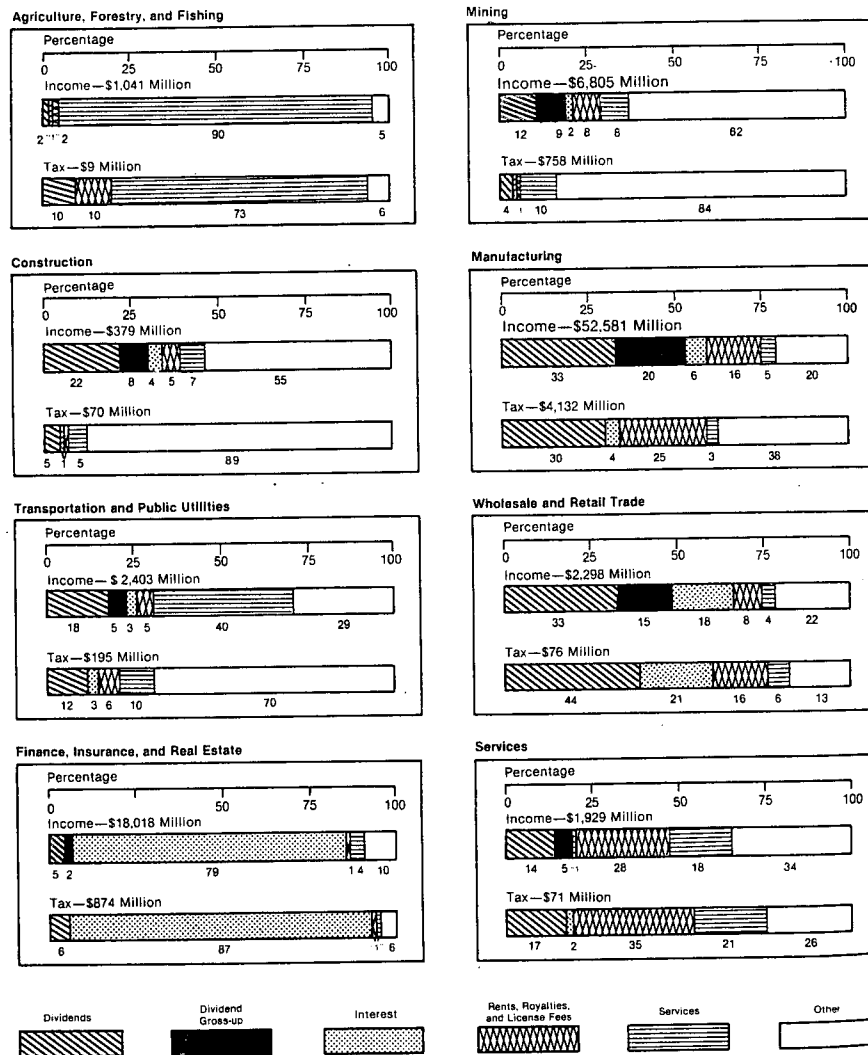 Agriculture, Forestry, and Fishing
Percentage
0 25 50 75 100
Income—$1,041 Million
2 1 2 90 5
Tax—$9 Million
10 10 73 6
Mining
Percentage
0 25 50 75 100
Income—$6,805 Million
12 9 2 8 8 62
Tax—$758 Million
4 1 10 84
Construction
Percentage
0 25 50 75 100
Income—$379 Million
22 8 4 5 7 55
Tax—$70 Million
5 1 5 89
Manufacturing
Percentage
0 25 50 75 100
Income—$52,581 Million
33 20 6 16 5 20
Tax—$4,132 Million
30 4 25 3 38
Transportation and Public Utilities
Percentage
0 25 50 75 100
Income—$ 2,403 Million
18 5 3 5 40 29
Tax—$195 Million
12 3 6 10 70
Wholesale and Retail Trade
Percentage
0 25 50 75 100
Income—$2,298 Million
33 15 18 8 4 22
Tax—$76 Million
44 21 16 6 13
Finance, Insurance, and Real Estate
Percentage
0 50 75 100
Income—$18,018 Million
5 2 79 1 4 10
Tax—$874 Million
6 87 1 6
Services
Percentage
0 25 50 75 100
Income—$1,929 Million
14 5 1 28 18 34
Tax—$71 Million
17 2 35 21 26
Dividends
Dividend
Gross-up
Interest
Rents, Royalties,
and License Fees
Services
Other